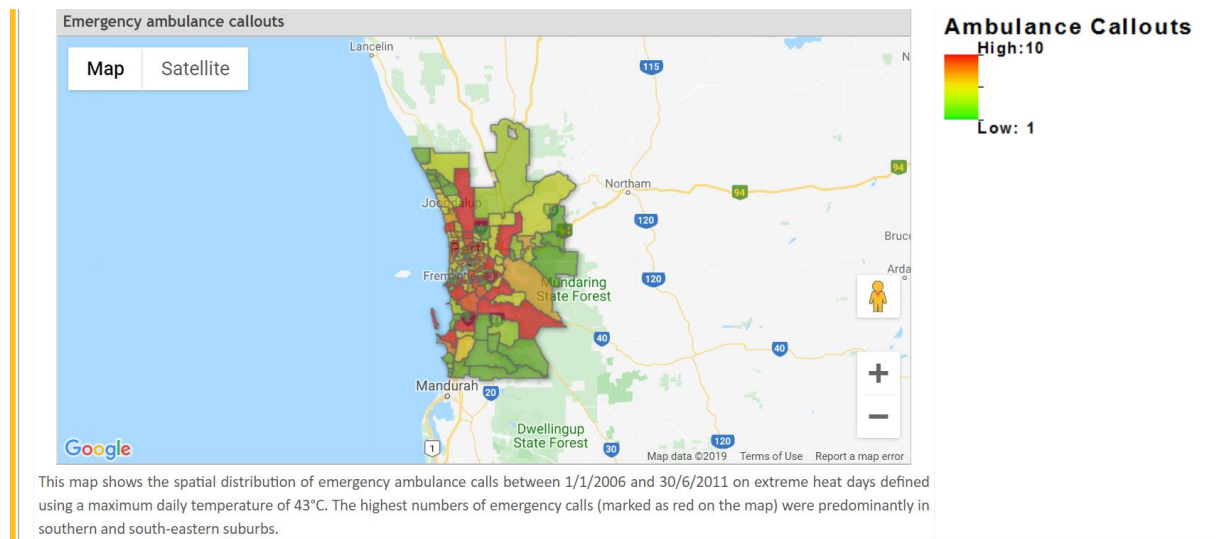 Emergency ambulance callouts
Ambulance Callouts
High:10
Low: 1
Map Satellite
Lancelin
115
N
94
Northam
94
120
Bruc
Arda
120
Perth
Mundaring
State Forest
21
40
40
Mandurah
20
Dwellingup
State Forest
1
30
120
Google
Map data ©2019 Terms of Use Report a map error
This map shows the spatial distribution of emergency ambulance calls between 1/1/2006 and 30/6/2011 on extreme heat days defined
using a maximum daily temperature of 43°C. The highest numbers of emergency calls (marked as red on the map) were predominantly in
southern and south-eastern suburbs.